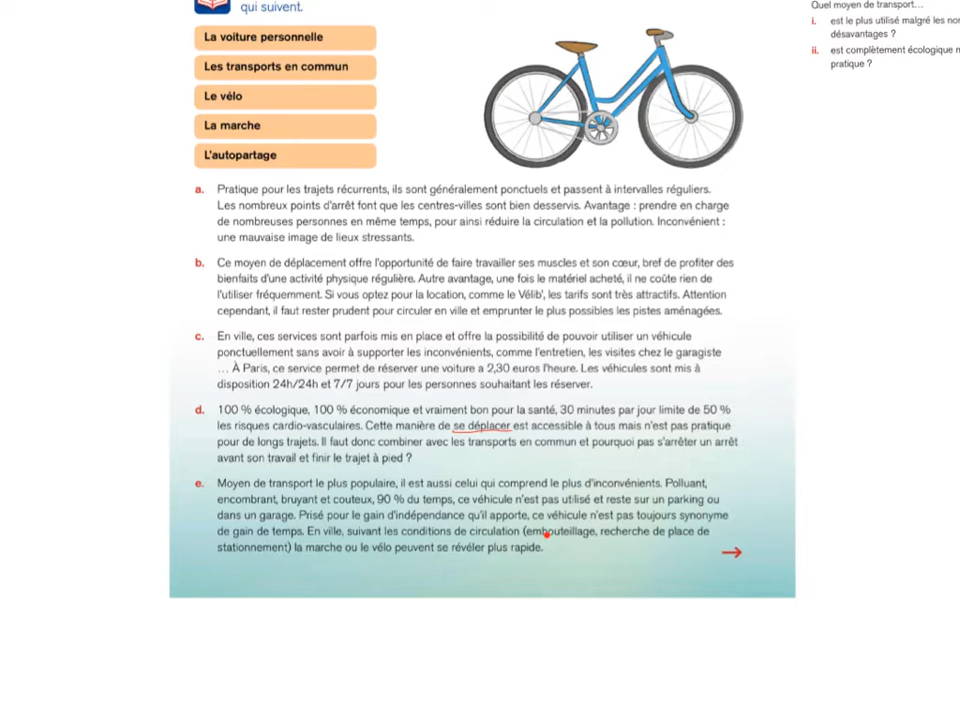 qui suivent.
La voiture personnelle
Les transports en commun
Le vélo
La marche
L'autopartage
a. Pratique pour les trajets récurrents, ils sont généralement ponctuels et passent à intervalles réguliers.
Les nombreux points d'arrêt font que les centres-villes sont bien desservis. Avantage : prendre en charge
de nombreuses personnes en même temps, pour ainsi réduire la circulation et la pollution. Inconvénient :
une mauvaise image de lieux stressants.
b. Ce moyen de déplacement offre l'opportunité de faire travailler ses muscles et son cœur, bref de profiter des
bienfaits d'une activité physique régulière. Autre avantage, une fois le matériel acheté, il ne coûte rien de
l'utiliser fréquemment. Si vous optez pour la location, comme le Vélib', les tarifs sont très attractifs. Attention
cependant, il faut rester prudent pour circuler en ville et emprunter le plus possibles les pistes aménagées.
c. En ville, ces services sont parfois mis en place et offre la possibilité de pouvoir utiliser un véhicule
ponctuellement sans avoir à supporter les inconvénients, comme l'entretien, les visites chez le garagiste
… À Paris, ce service permet de réserver une voiture a 2,30 euros l'heure. Les véhicules sont mis à
disposition 24h/24h et 7/7 jours pour les personnes souhaitant les réserver.
d. 100 % écologique, 100 % économique et vraiment bon pour la santé, 30 minutes par jour limite de 50 %
les risques cardio-vasculaires. Cette manière de se déplacer est accessible à tous mais n'est pas pratique
pour de longs trajets. Il faut donc combiner avec les transports en commun et pourquoi pas s'arrêter un arrêt
avant son travail et finir le trajet à pied ?
e. Moyen de transport le plus populaire, il est aussi celui qui comprend le plus d'inconvénients. Polluant,
encombrant, bruyant et couteux, 90 % du temps, ce véhicule n'est pas utilisé et reste sur un parking ou
dans un garage. Prisé pour le gain d'indépendance qu'il apporte, ce véhicule n'est pas toujours synonyme
de gain de temps. En ville, suivant les conditions de circulation (embouteillage, recherche de place de
stationnement) la marche ou le vélo peuvent se révéler plus rapide.
Quel moyen de transport...
i. est le plus utilisé malgré les
désavantages ?
ii. est complètement écologique
pratique ?